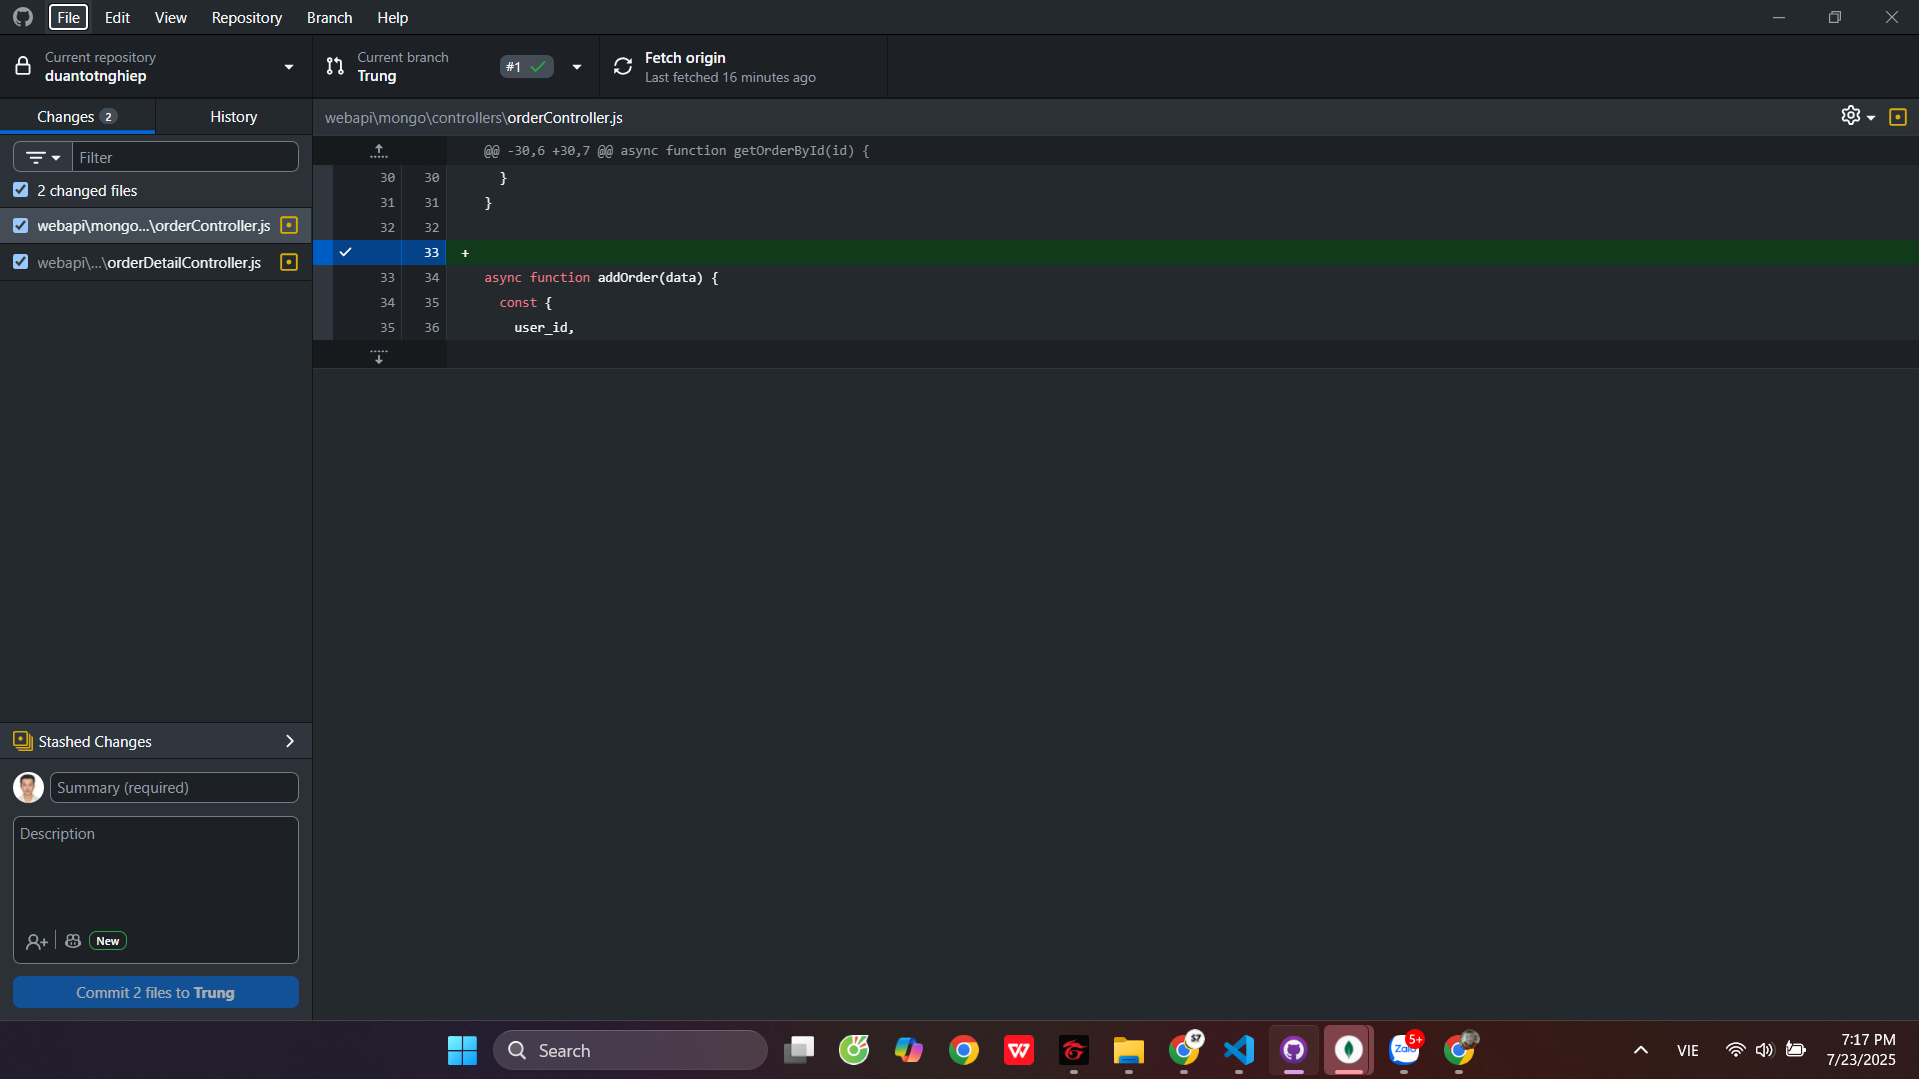 File Edit View Repository Branch Help
Current repository
duantotnghiep
Current branch
Trung
#1
Fetch origin
Last fetched 16 minutes ago
Changes 2
History
Filter
2 changed files
webapi\mongo...\orderController.js
webapi\...\orderDetailController.js
webapi\mongo\controllers\orderController.js
@@ -30,6 +30,7 @@ async function getOrderById(id) {
30 30 }
31 31 }
32 32
33 +
33 34 async function addOrder(data) {
34 35 const {
35 36 user_id,
Stashed Changes
Summary (required)
Description
New
Commit 2 files to Trung
Search
S7
Zalo
5+
VIE
7:17 PM
7/23/2025